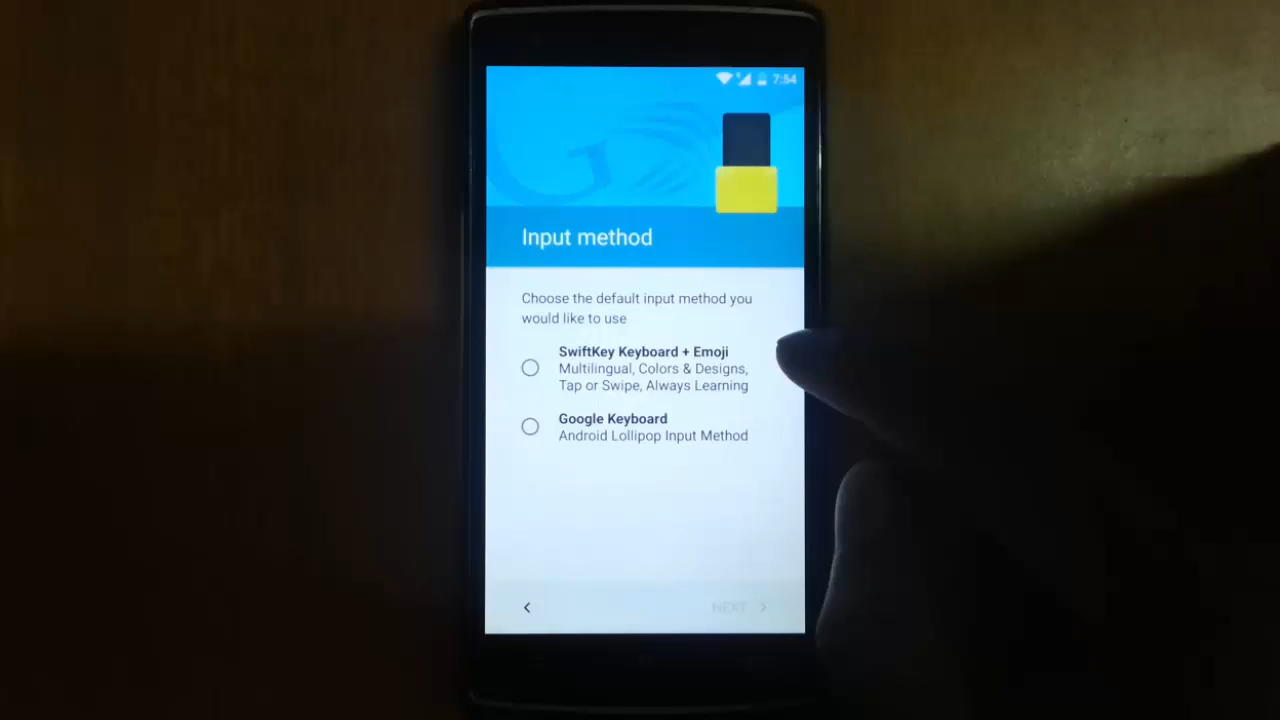 7:54
Input method
Choose the default input method you
would like to use
SwiftKey Keyboard + Emoji
Multilingual, Colors & Designs,
Tap or Swipe, Always Learning
Google Keyboard
Android Lollipop Input Method
NEXT